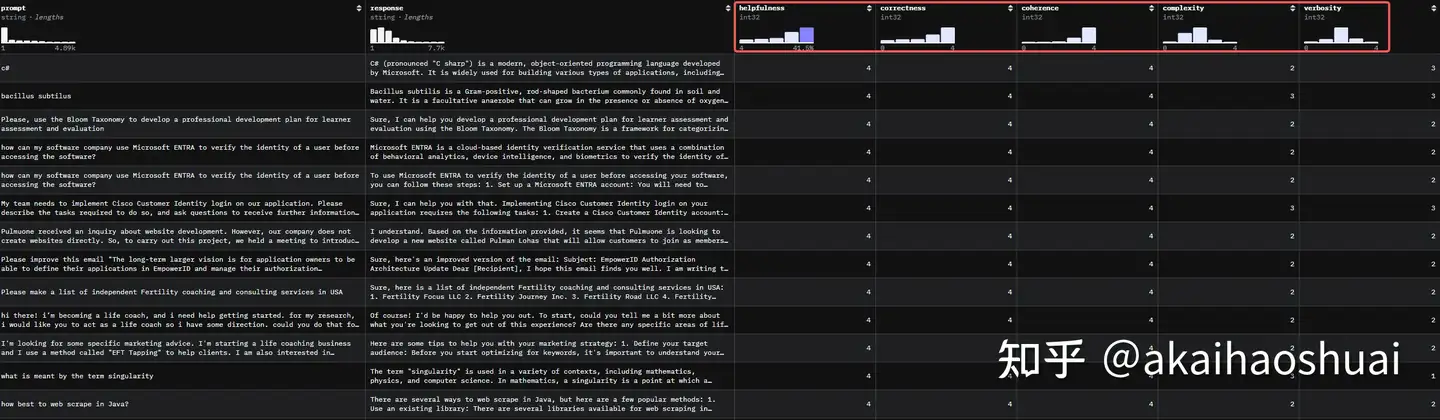 prompt response helpfulness correctness coherence complexity verbosity
string · lengths string · lengths int32 int32 int32 int32 int32
1 4.89k 1 7.7k 4 41.5% 0 4 0 4 0 4 0 4
c# C# (pronounced "C sharp") is a modern, object-oriented programming language developed 4 4 4 2 3
by Microsoft. It is widely used for building various types of applications, including…
bacillus subtilus Bacillus subtilis is a Gram-positive, rod-shaped bacterium commonly found in soil and 4 4 4 3 3
water. It is a facultative anaerobe that can grow in the presence or absence of oxygen…
Please, use the Bloom Taxonomy to develop a professional development plan for learner Sure, I can help you develop a professional development plan for learner assessment and 4 4 4 2 2
assessment and evaluation evaluation using the Bloom Taxonomy. The Bloom Taxonomy is a framework for categorizin…
how can my software company use Microsoft ENTRA to verify the identity of a user before Microsoft ENTRA is a cloud-based identity verification service that uses a combination 4 4 4 2 2
accessing the software? of behavioral analytics, device intelligence, and biometrics to verify the identity of…
how can my software company use Microsoft ENTRA to verify the identity of a user before To use Microsoft ENTRA to verify the identity of a user before accessing your software, 4 4 4 2 2
accessing the software? you can follow these steps: 1. Set up a Microsoft ENTRA account: You will need to…
My team needs to implement Cisco Customer Identity login on our application. Please Sure, I can help you with that. Implementing Cisco Customer Identity login on your 4 4 4 3 3
describe the tasks required to do so, and ask questions to receive further information… application requires the following tasks: 1. Create a Cisco Customer Identity account:…
Pulmuone received an inquiry about website development. However, our company does not I understand. Based on the information provided, it seems that Pulmuone is looking to 4 4 4 2 2
create websites directly. So, to carry out this project, we held a meeting to introduc… develop a new website called Pulman Lohas that will allow customers to join as members…
Please improve this email "The long-term larger vision is for application owners to be Sure, here's an improved version of the email: Subject: EmpowerID Authorization 4 4 4 2 2
able to define their applications in EmpowerID and manage their authorization… Architecture Update Dear [Recipient], I hope this email finds you well. I am writing t…
Please make a list of independent Fertility coaching and consulting services in USA Sure, here is a list of independent Fertility coaching and consulting services in USA: 4 4 4 2 2
1. Fertility Focus LLC 2. Fertility Journey Inc. 3. Fertility Road LLC 4. Fertility…
hi there! i'm becoming a life coach, and i need help getting started. for my research, Of course! I'd be happy to help you out. To start, could you tell me a bit more about 4 4 4 2 2
i would like you to act as a life coach so i have some direction. could you do that fo… what you're looking to get out of this experience? Are there any specific areas of lif…
I'm looking for some specific marketing advice. I'm starting a life coaching business Here are some tips to help you with your marketing strategy: 1. Define your target 4 4
and I use a method called "EFT Tapping" to help clients. I am also interested in… audience: Before you start optimizing for keywords, it's important to understand your…
知乎 @akaihaoshuai
what is meant by the term singularity The term "singularity" is used in a variety of contexts, including mathematics, 4 4 4 3 1
physics, and computer science. In mathematics, a singularity is a point at which a…
how best to web scrape in Java? There are several ways to web scrape in Java, but here are a few popular methods: 1. 4 4 4 2 2
Use an existing library: There are several libraries available for web scraping in…